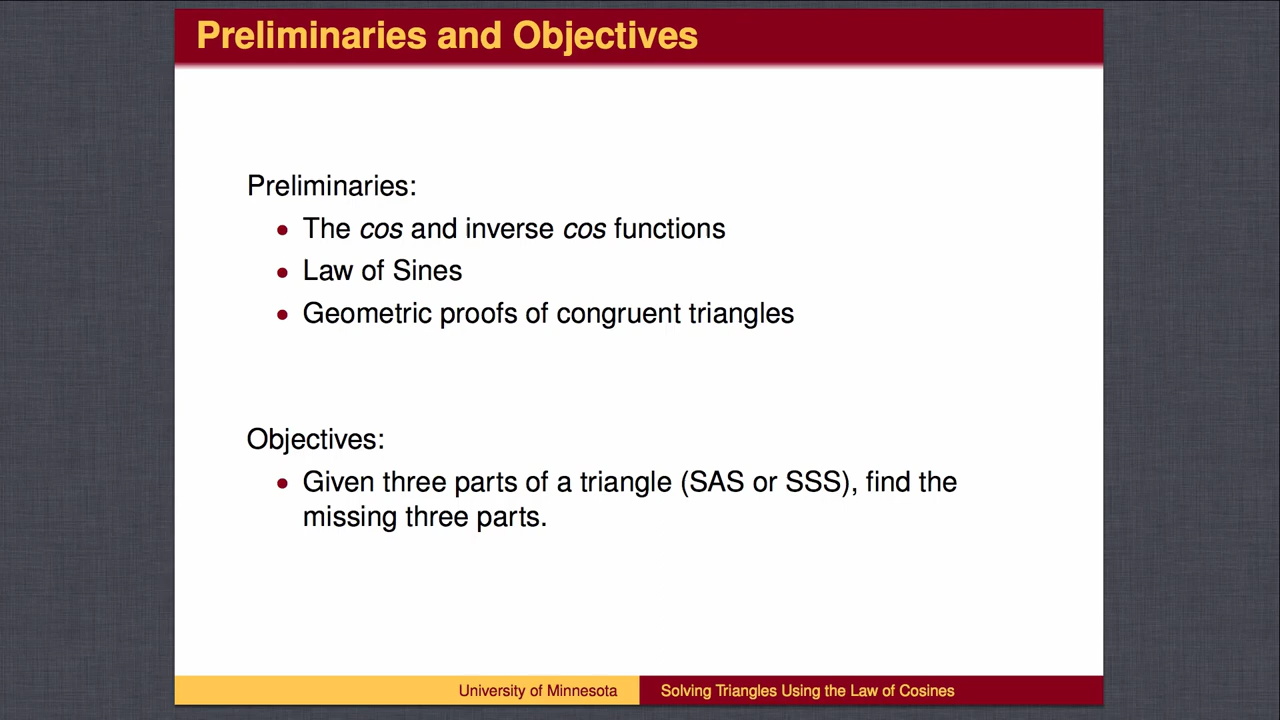 Preliminaries and Objectives
Preliminaries:
• The cos and inverse cos functions
• Law of Sines
• Geometric proofs of congruent triangles
Objectives:
• Given three parts of a triangle (SAS or SSS), find the
missing three parts.
University of Minnesota
Solving Triangles Using the Law of Cosines